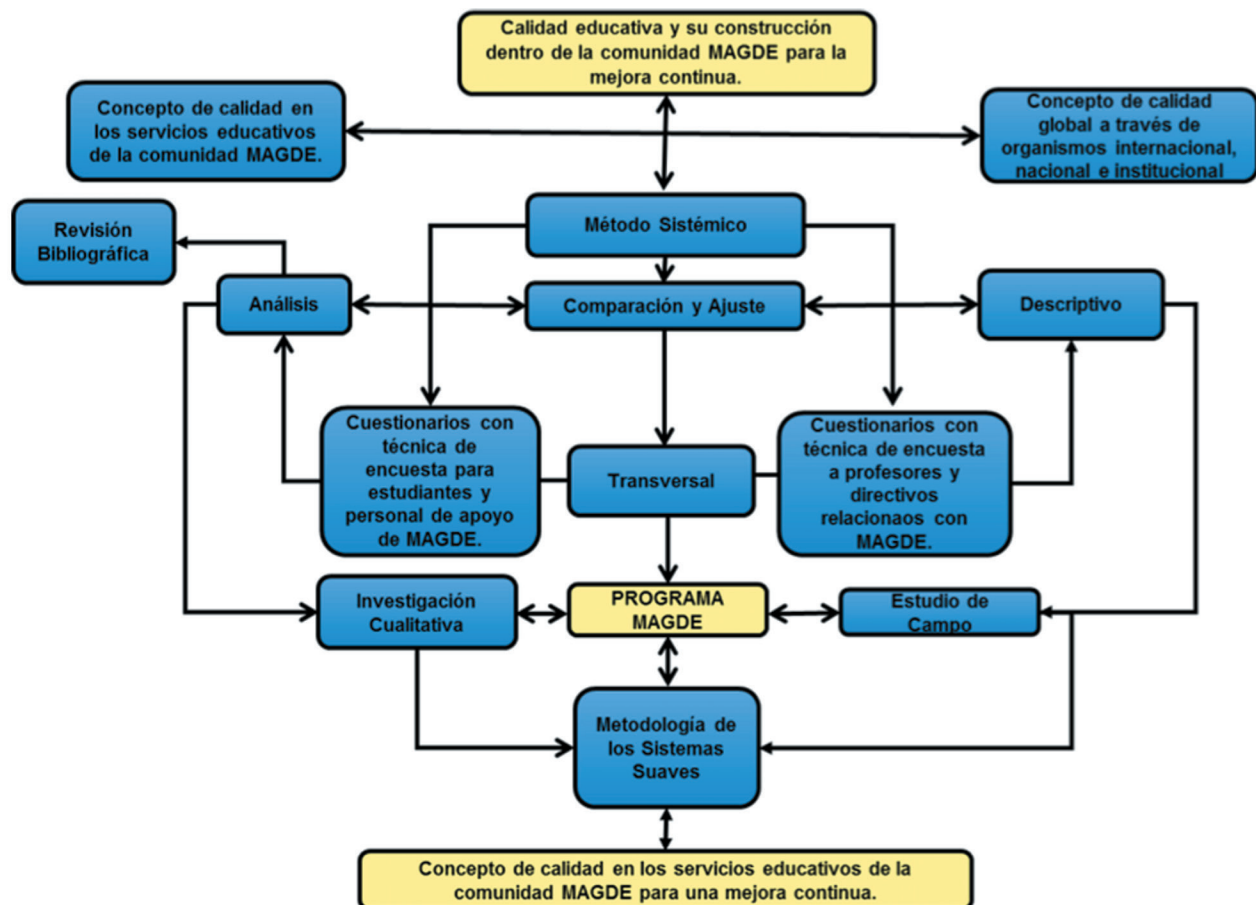 Calidad educativa y su construcción
dentro de la comunidad MAGDE para la
mejora continua.
Concepto de calidad en
los servicios educativos
de la comunidad MAGDE.
Concepto de calidad
global a través de
organismos internacional,
nacional e institucional
Revisión
Bibliográfica
Método Sistémico
Análisis
Comparación y Ajuste
Descriptivo
Cuestionarios con
técnica de
encuesta para
estudiantes y
personal de apoyo
de MAGDE.
Transversal
Cuestionarios con
técnica de encuesta
a profesores y
directivos
relacionaos con
MAGDE.
Investigación
Cualitativa
PROGRAMA
MAGDE
Estudio de
Campo
Metodología de
los Sistemas
Suaves
Concepto de calidad en los servicios educativos de la
comunidad MAGDE para una mejora continua.